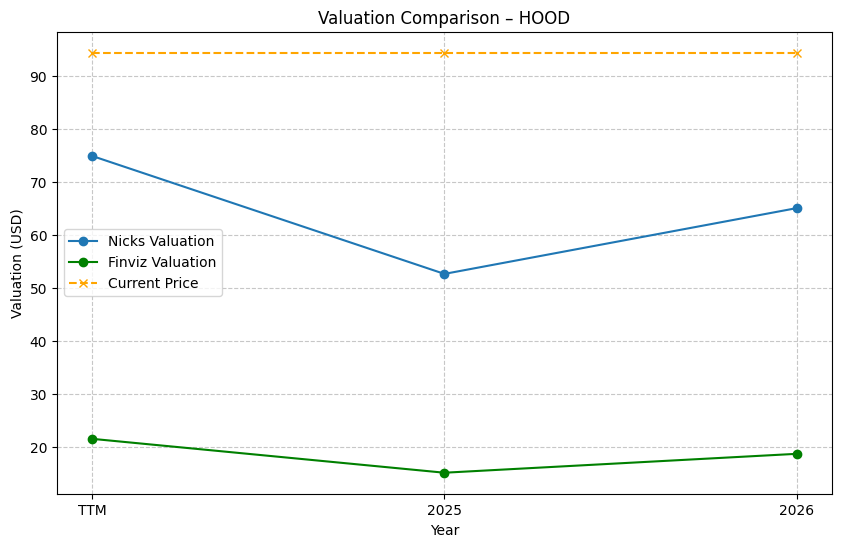 Valuation Comparison – HOOD
Valuation (USD)
90
80
70
60
50
40
30
20
Nicks Valuation
Finviz Valuation
Current Price
TTM
2025
2026
Year